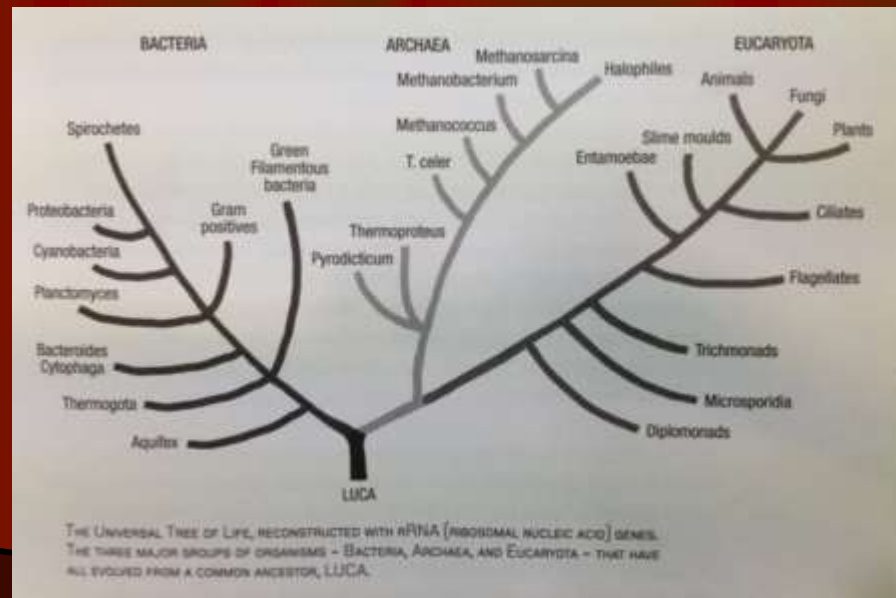 BACTERIA
ARCHAEA
EUCARYOTA
Spirochetes
Proteobacteria
Cyanobacteria
Planctomyces
Bacteroides
Cytophaga
Thermogota
Aquifex
Gram
positives
Green
Filamentous
bacteria
Methanosarcina
Halophiles
Methanobacterium
Methanococcus
T. celer
Thermoproteus
Pyrodicticum
Animals
Fungi
Plants
Slime moulds
Entamoebae
Ciliates
Flagellates
Trichmonads
Microsporidia
Diplomonads
LUCA
THE UNIVERSAL TREE OF LIFE, RECONSTRUCTED WITH RRNA [RIBOSOMAL NUCLEIC ACID] GENES.
THE THREE MAJOR GROUPS OF ORGANISMS – BACTERIA, ARCHAEA, AND EUCARYOTA – THAT HAVE
ALL EVOLVED FROM A COMMON ANCESTOR, LUCA.